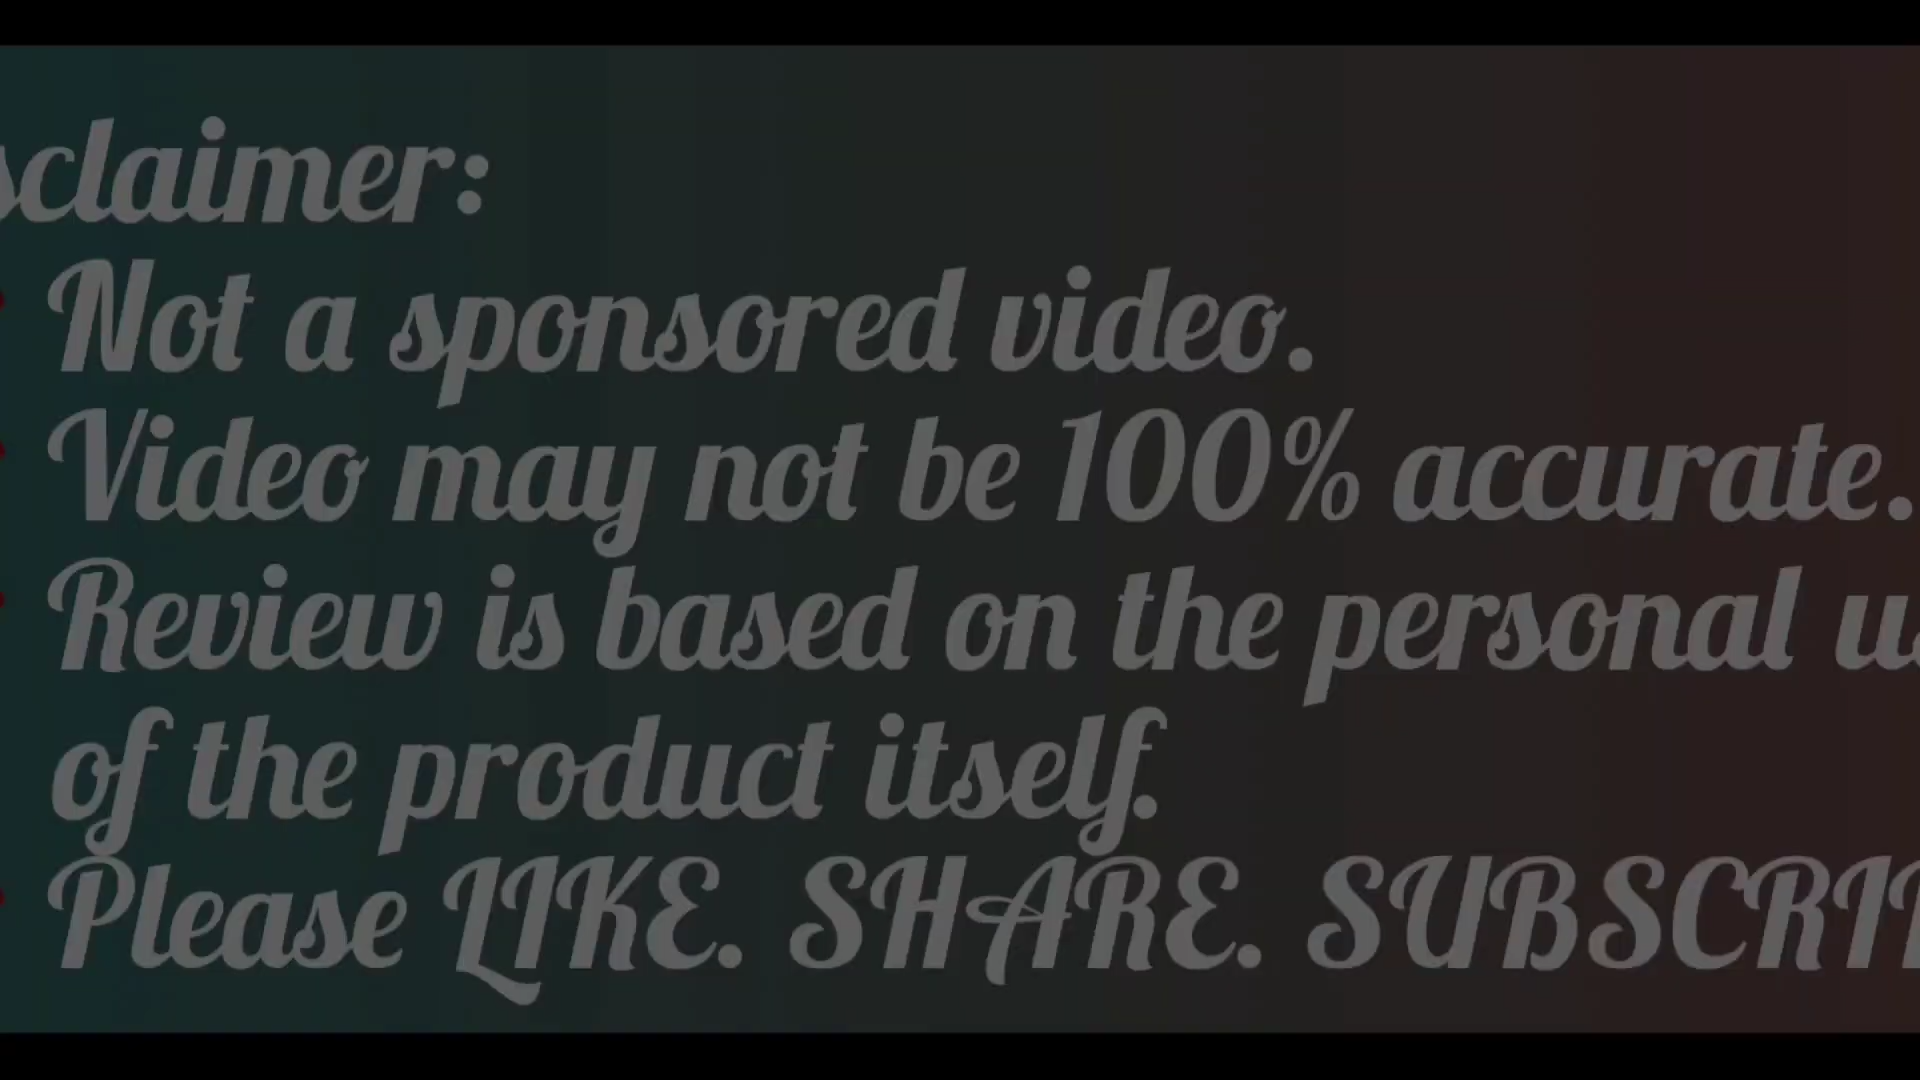 sclaimer:
Not a sponsored video.
Video may not be 100% accurate.
Review is based on the personal
of the product itself.
Please LIKE. SHARE. SUBSCRI